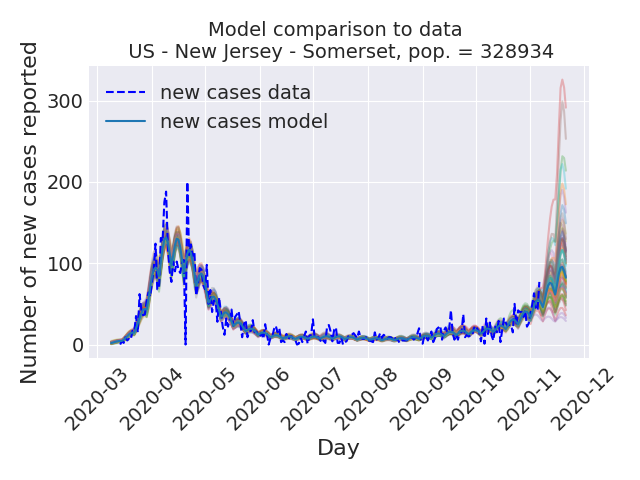 Model comparison to data
US - New Jersey - Somerset, pop. = 328934
Number of new cases reported
new cases data
new cases model
300
200
100
0
2020-03
2020-04
2020-05
2020-06
2020-07
2020-08
2020-09
2020-10
2020-11
2020-12
Day